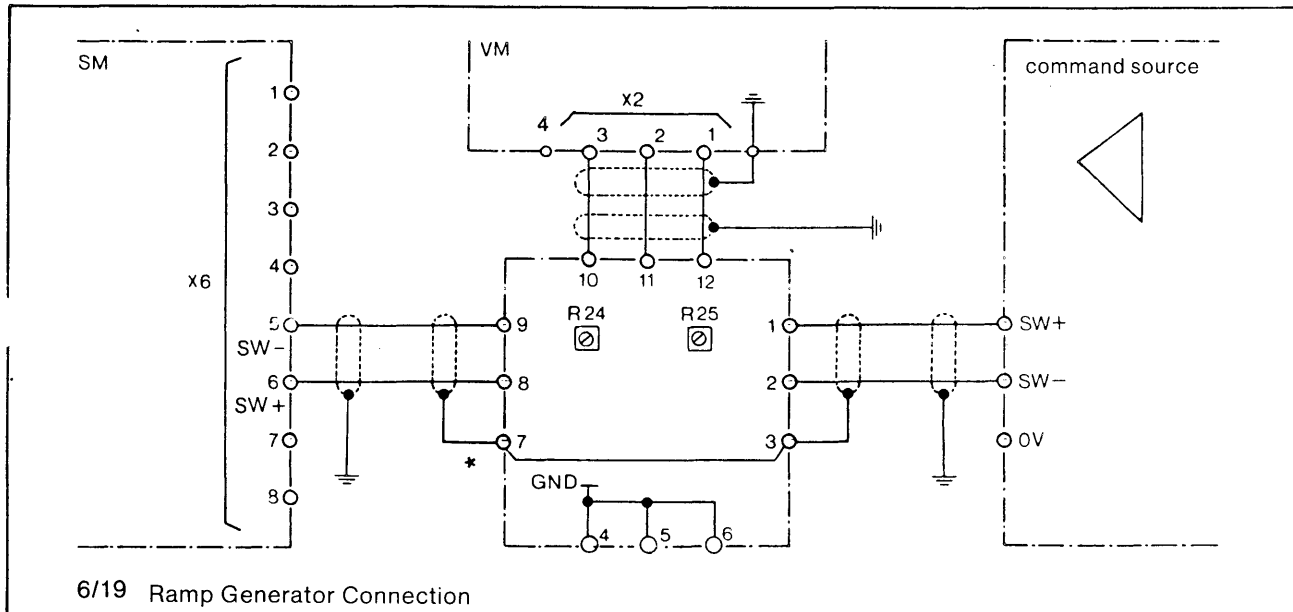 SM
VM
command source
X2
4 3 2 1
1
2
3
4
X6
5
SW-
6
SW+
7
8
10 11 12
R24 R25
9
8
7
*
1
2
3
SW+
SW-
0V
GND
4 5 6
6/19 Ramp Generator Connection